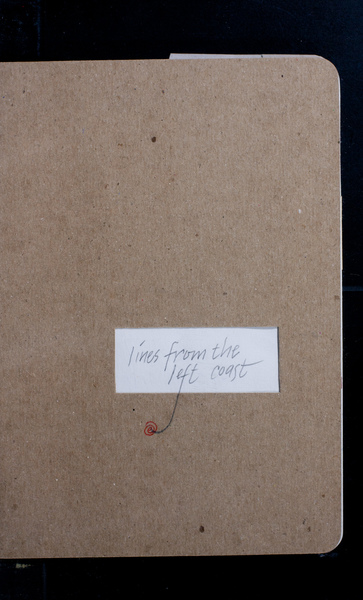 lines from the
left coast